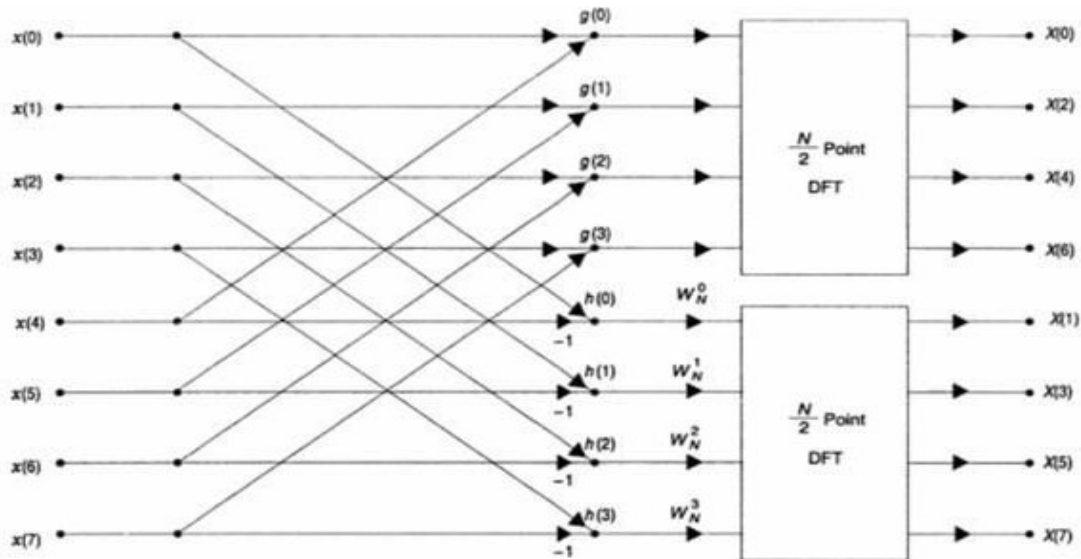 x(0)
x(1)
x(2)
x(3)
x(4)
x(5)
x(6)
x(7)
g(0)
g(1)
g(2)
g(3)
h(0)
-1
h(1)
-1
h(2)
-1
h(3)
-1
W_N^0
W_N^1
W_N^2
W_N^3
N/2 Point
DFT
N/2 Point
DFT
X(0)
X(2)
X(4)
X(6)
X(1)
X(3)
X(5)
X(7)